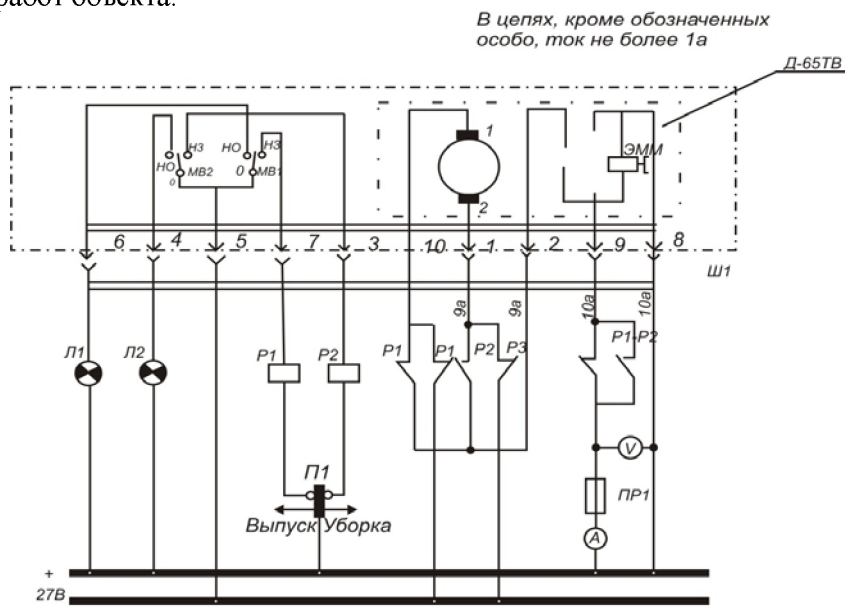 работ объекта.
В цепях, кроме обозначенных
особо, ток не более 1а
Д-65ТВ
НО НЗ НО НЗ
0 МВ2 0 МВ1
1
2
ЭММ
6 4 5 7 3 10 1 2 9 8
Ш1
9а 9а 10а 10а
Л1 Л2 Р1 Р2 Р1 Р1 Р2 Р3 Р1-Р2
V
П1
ПР1
Выпуск Уборка
А
+
27В